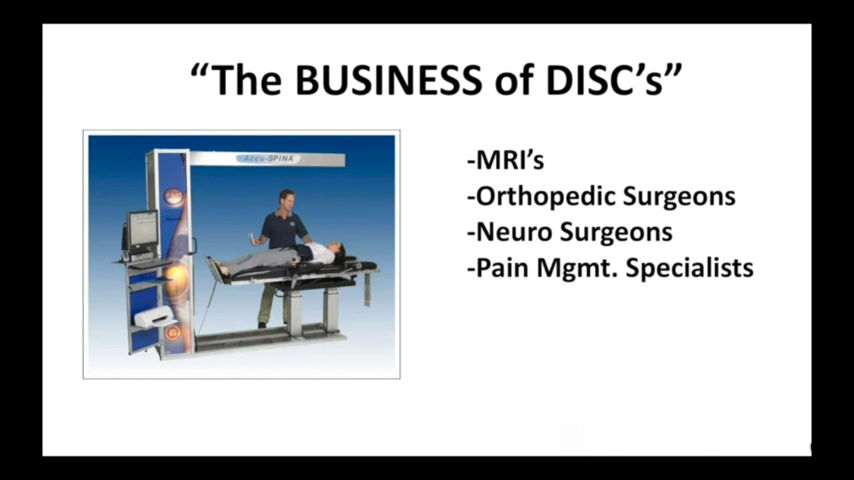 “The BUSINESS of DISC’s”
Accu-SPINA
-MRI’s
-Orthopedic Surgeons
-Neuro Surgeons
-Pain Mgmt. Specialists